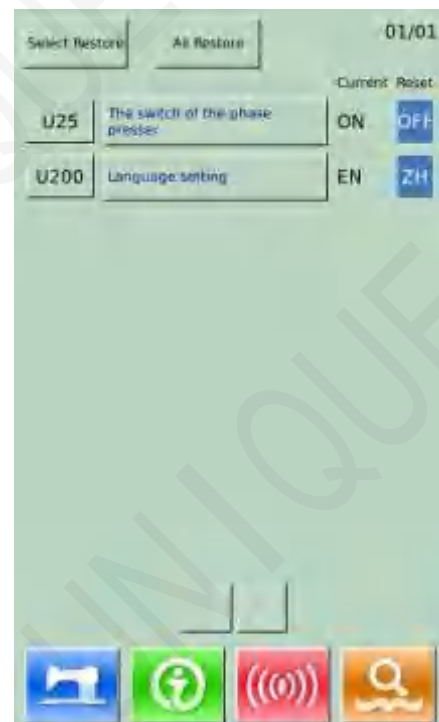 01/01
Select Restore All Restore
Current Reset
U25 The switch of the phase presser ON OFF
U200 Language setting EN ZH
UNIQUE